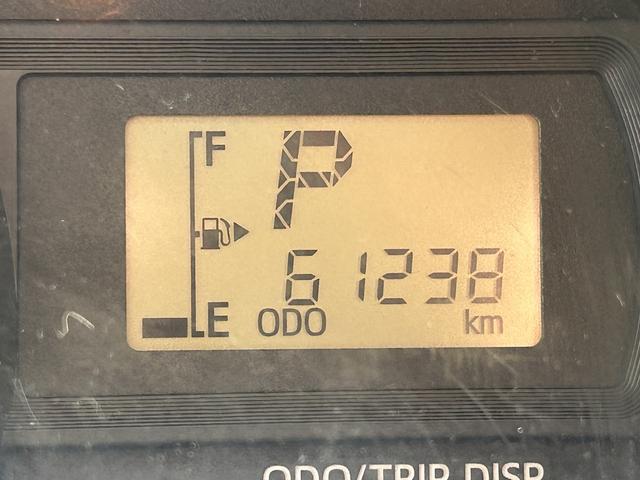 F
P
61238
E ODO km
ODO/TRIP DISP